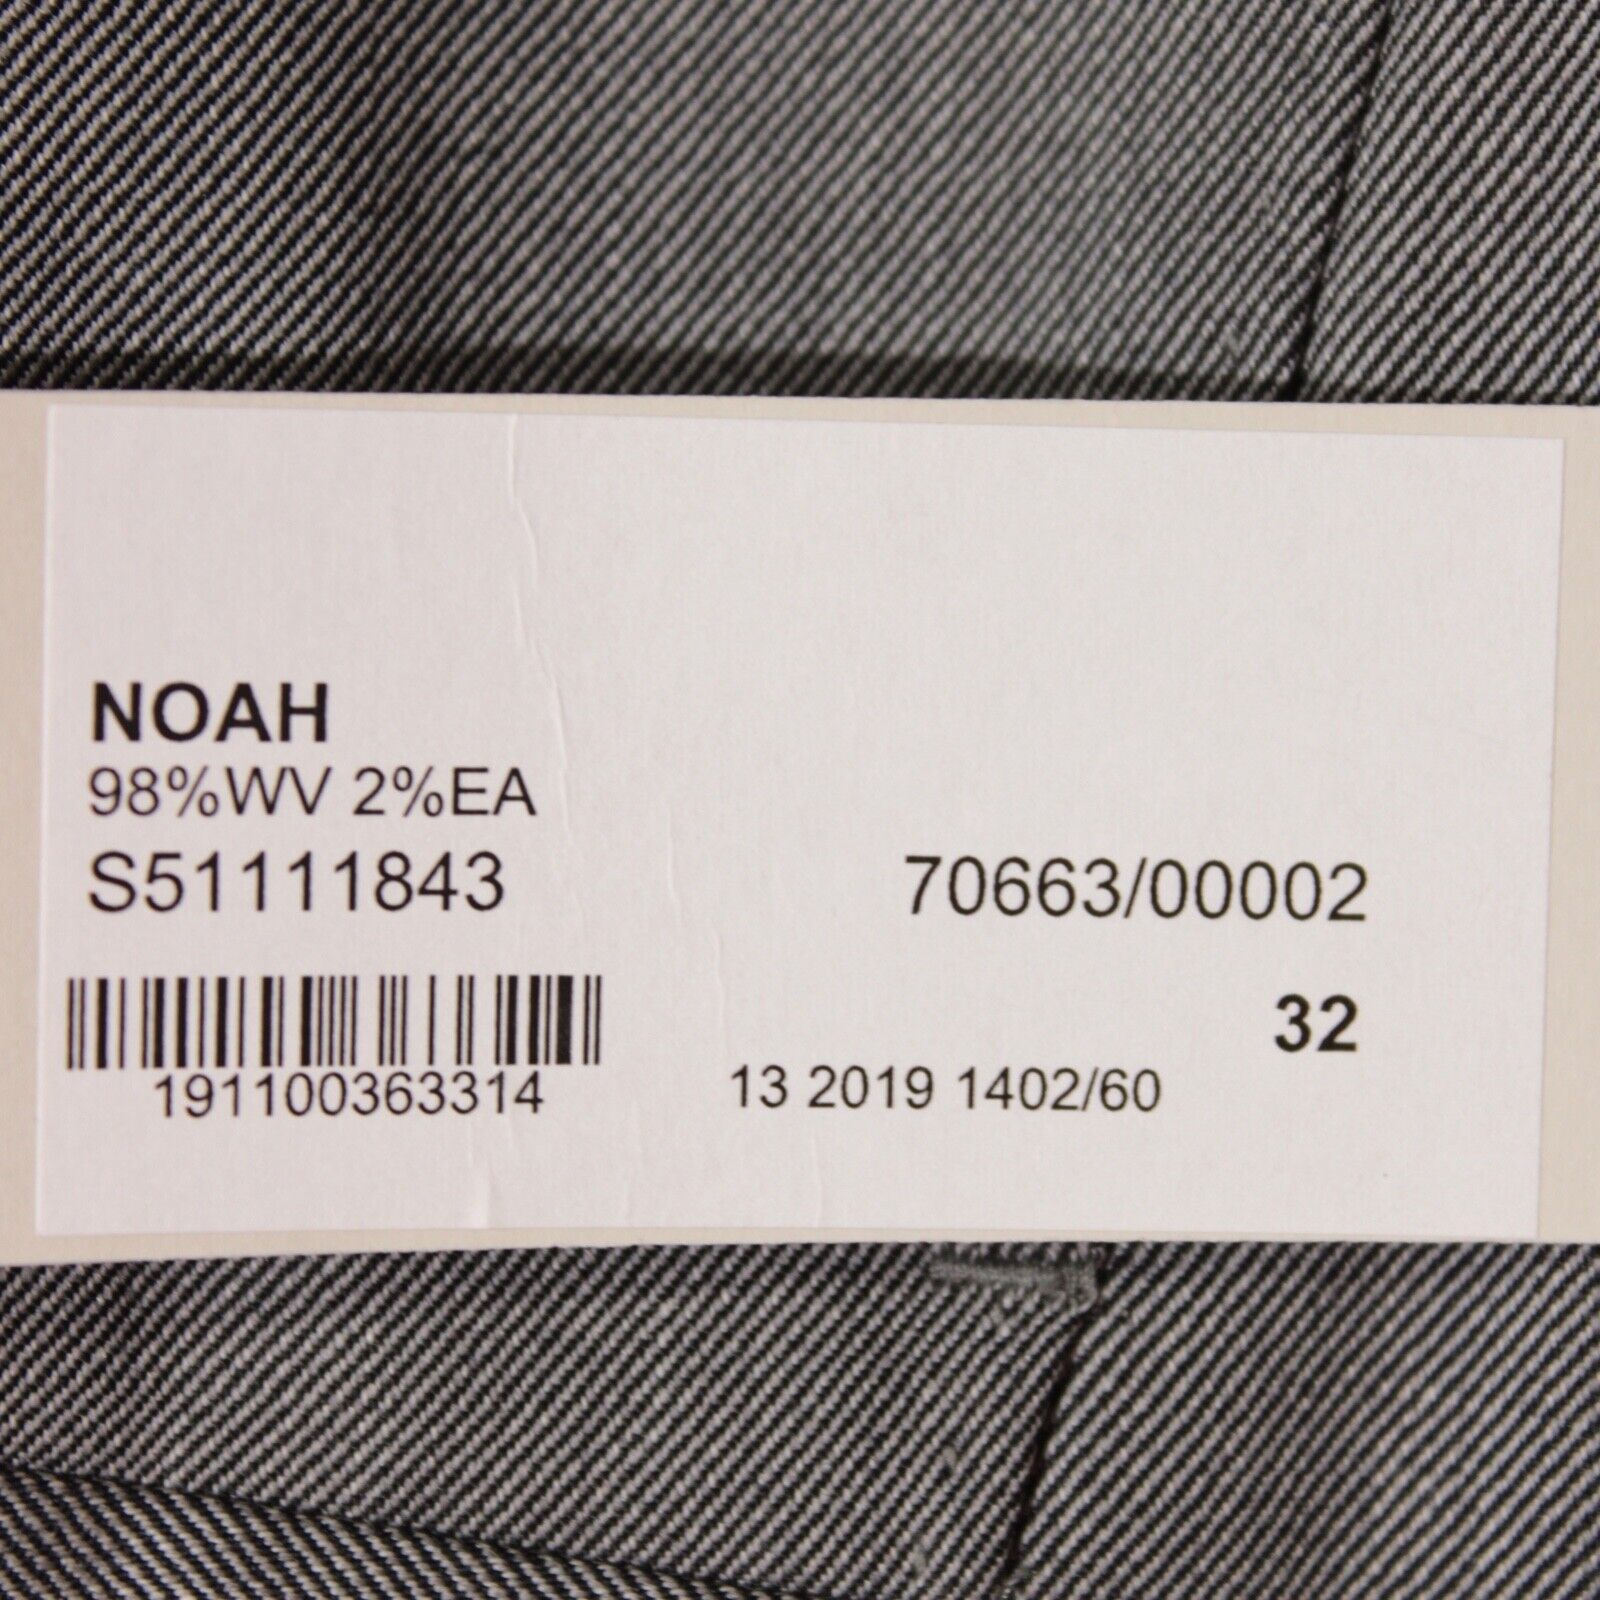 NOAH
98%WV 2%EA
S51111843
70663/00002
32
191100363314
13 2019 1402/60